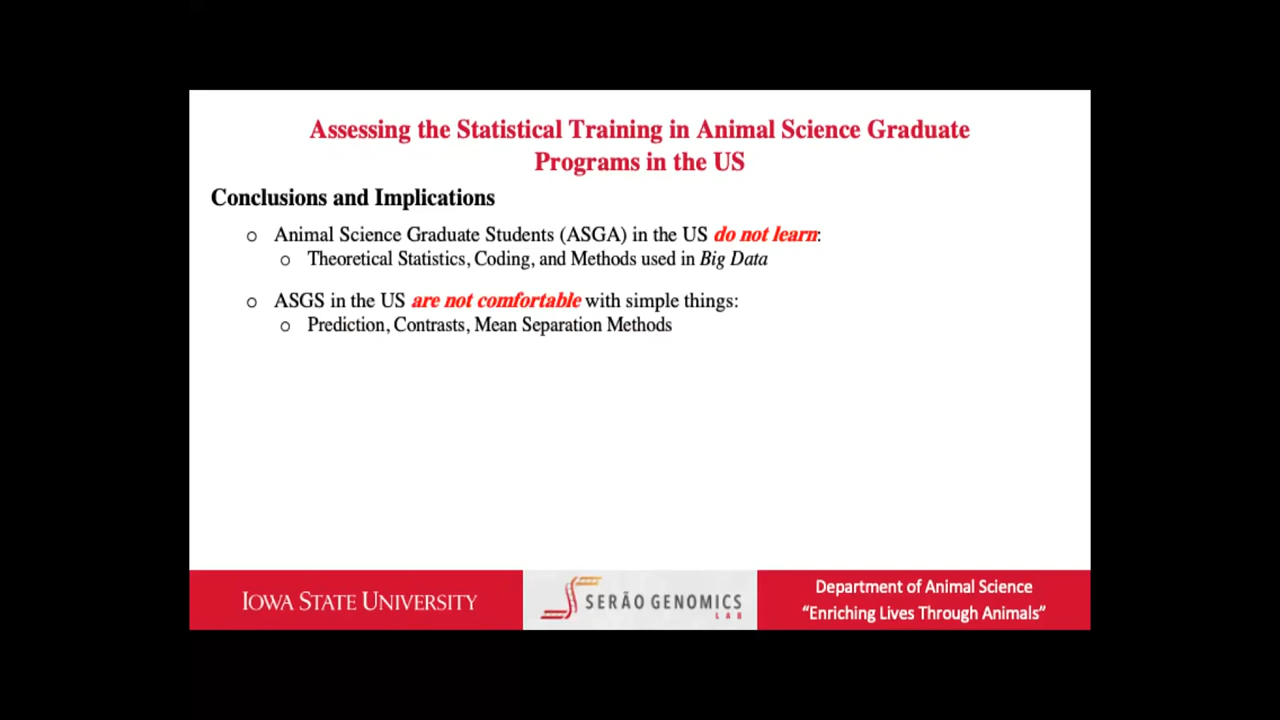 Assessing the Statistical Training in Animal Science Graduate
Programs in the US
Conclusions and Implications
o Animal Science Graduate Students (ASGA) in the US do not learn:
o Theoretical Statistics, Coding, and Methods used in Big Data
o ASGS in the US are not comfortable with simple things:
o Prediction, Contrasts, Mean Separation Methods
IOWA STATE UNIVERSITY
SERÃO GENOMICS
LAB
Department of Animal Science
“Enriching Lives Through Animals”